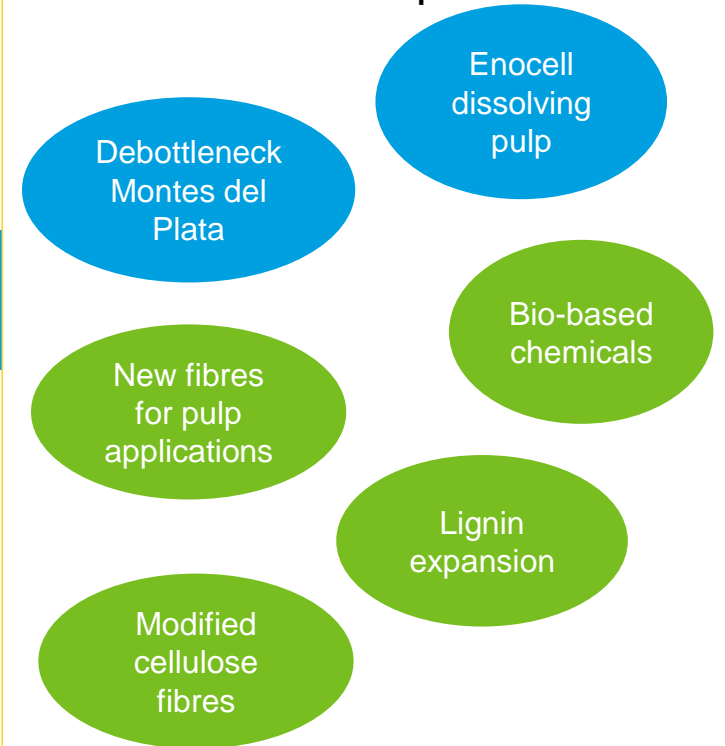 Enocell
dissolving
pulp
Debottleneck
Montes del
Plata
Bio-based
chemicals
New fibres
for pulp
applications
Lignin
expansion
Modified
cellulose
fibres